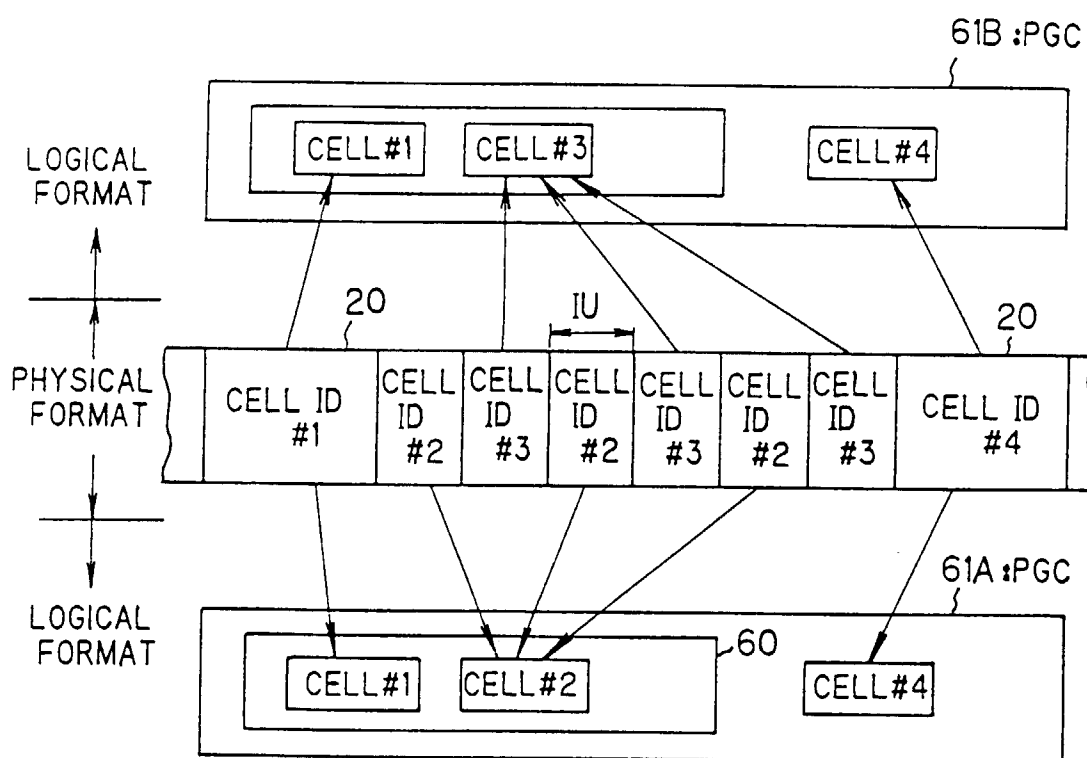 61B :PGC
CELL#1
CELL#3
CELL#4
LOGICAL
FORMAT
20
IU
20
PHYSICAL
FORMAT
CELL ID
#1
CELL
ID
#2
CELL
ID
#3
CELL
ID
#2
CELL
ID
#3
CELL
ID
#2
CELL
ID
#3
CELL ID
#4
61A :PGC
LOGICAL
FORMAT
60
CELL#1
CELL#2
CELL#4